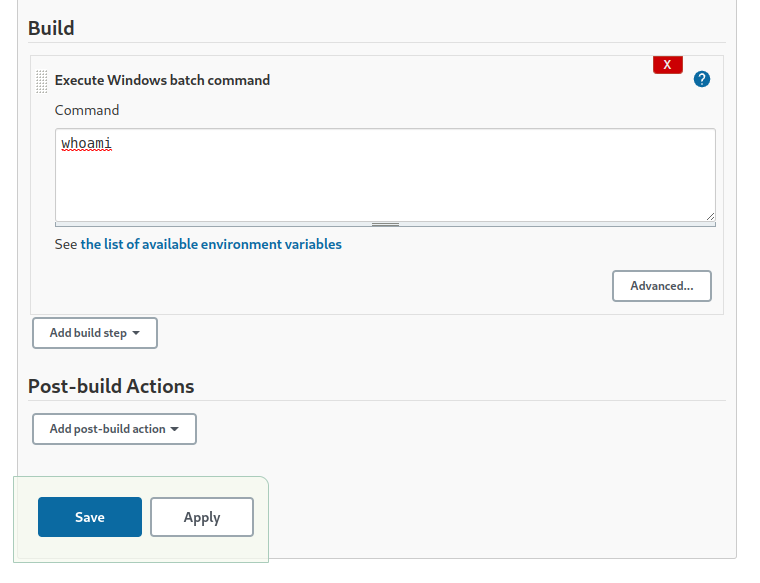 Build
X
Execute Windows batch command
?
Command
whoami
See the list of available environment variables
Advanced...
Add build step
Post-build Actions
Add post-build action
Save Apply